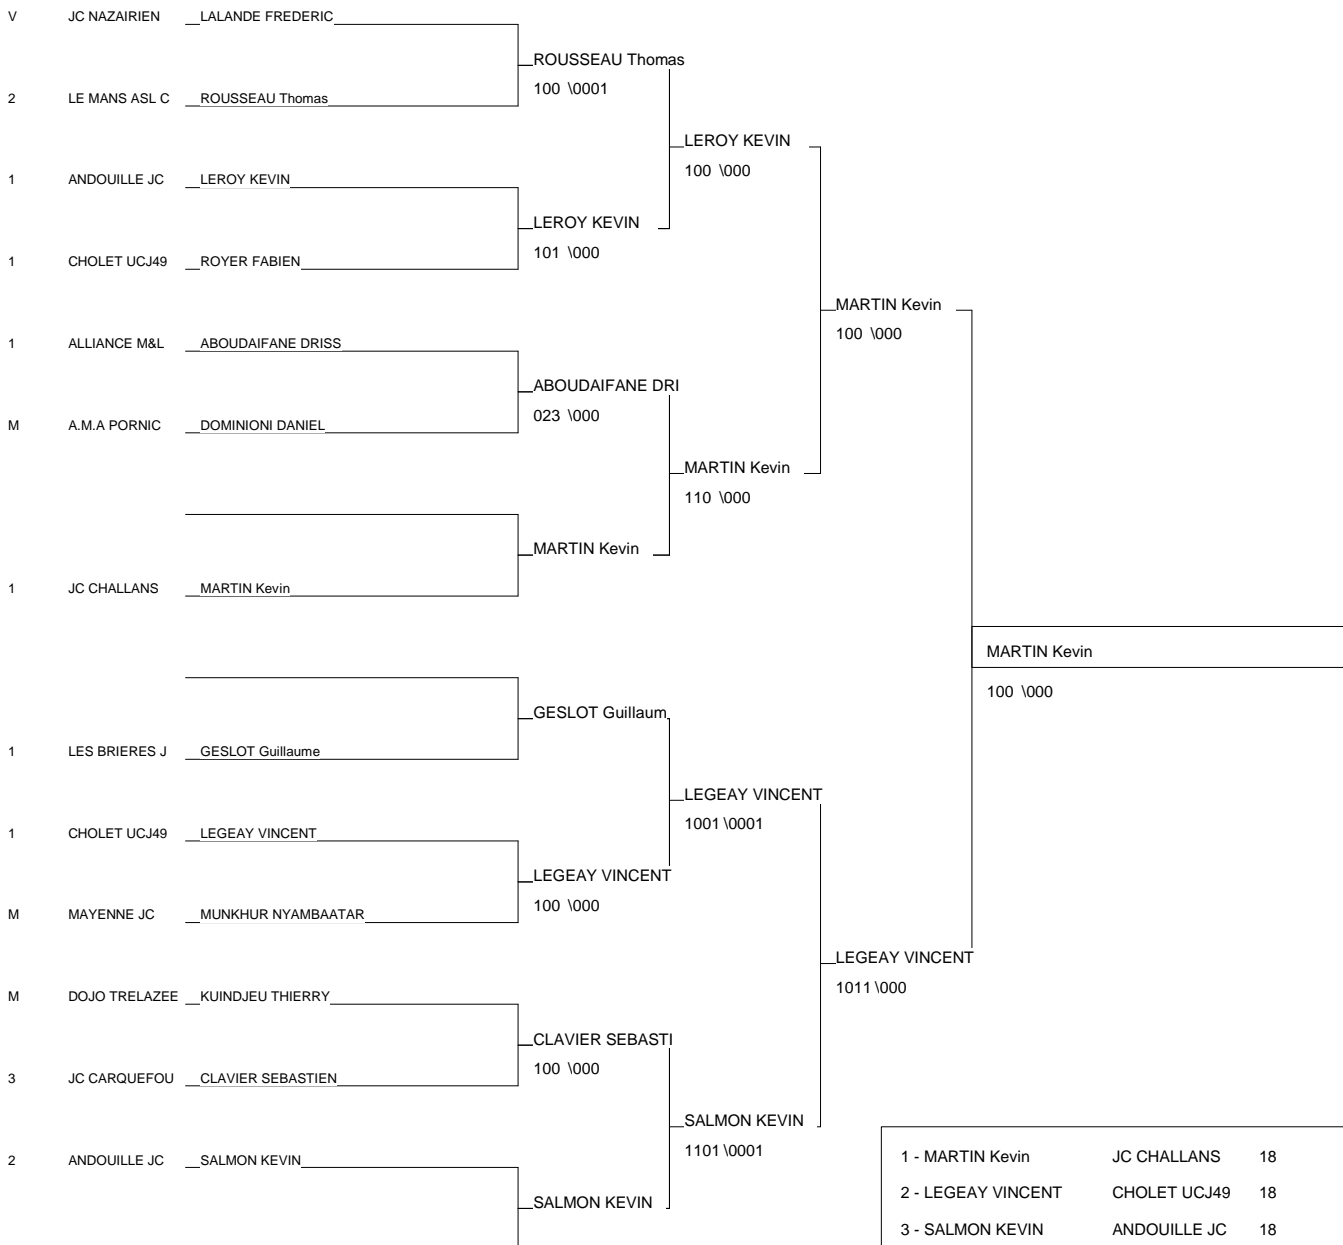 V JC NAZAIRIEN LALANDE FREDERIC
ROUSSEAU Thomas
100 \0001
2 LE MANS ASL C ROUSSEAU Thomas
LEROY KEVIN
100 \000
1 ANDOUILLE JC LEROY KEVIN
LEROY KEVIN
101 \000
1 CHOLET UCJ49 ROYER FABIEN
MARTIN Kevin
100 \000
1 ALLIANCE M&L ABOUDAIFANE DRISS
ABOUDAIFANE DRI
023 \000
M A.M.A PORNIC DOMINIONI DANIEL
MARTIN Kevin
110 \000
MARTIN Kevin
1 JC CHALLANS MARTIN Kevin
MARTIN Kevin
100 \000
GESLOT Guillaum
1 LES BRIERES J GESLOT Guillaume
LEGEAY VINCENT
1001 \0001
1 CHOLET UCJ49 LEGEAY VINCENT
LEGEAY VINCENT
100 \000
M MAYENNE JC MUNKHUR NYAMBAATAR
LEGEAY VINCENT
1011 \000
M DOJO TRELAZEE KUINDJEU THIERRY
CLAVIER SEBASTI
100 \000
3 JC CARQUEFOU CLAVIER SEBASTIEN
SALMON KEVIN
1101 \0001
2 ANDOUILLE JC SALMON KEVIN
SALMON KEVIN
1 - MARTIN Kevin JC CHALLANS 18
2 - LEGEAY VINCENT CHOLET UCJ49 18
3 - SALMON KEVIN ANDOUILLE JC 18